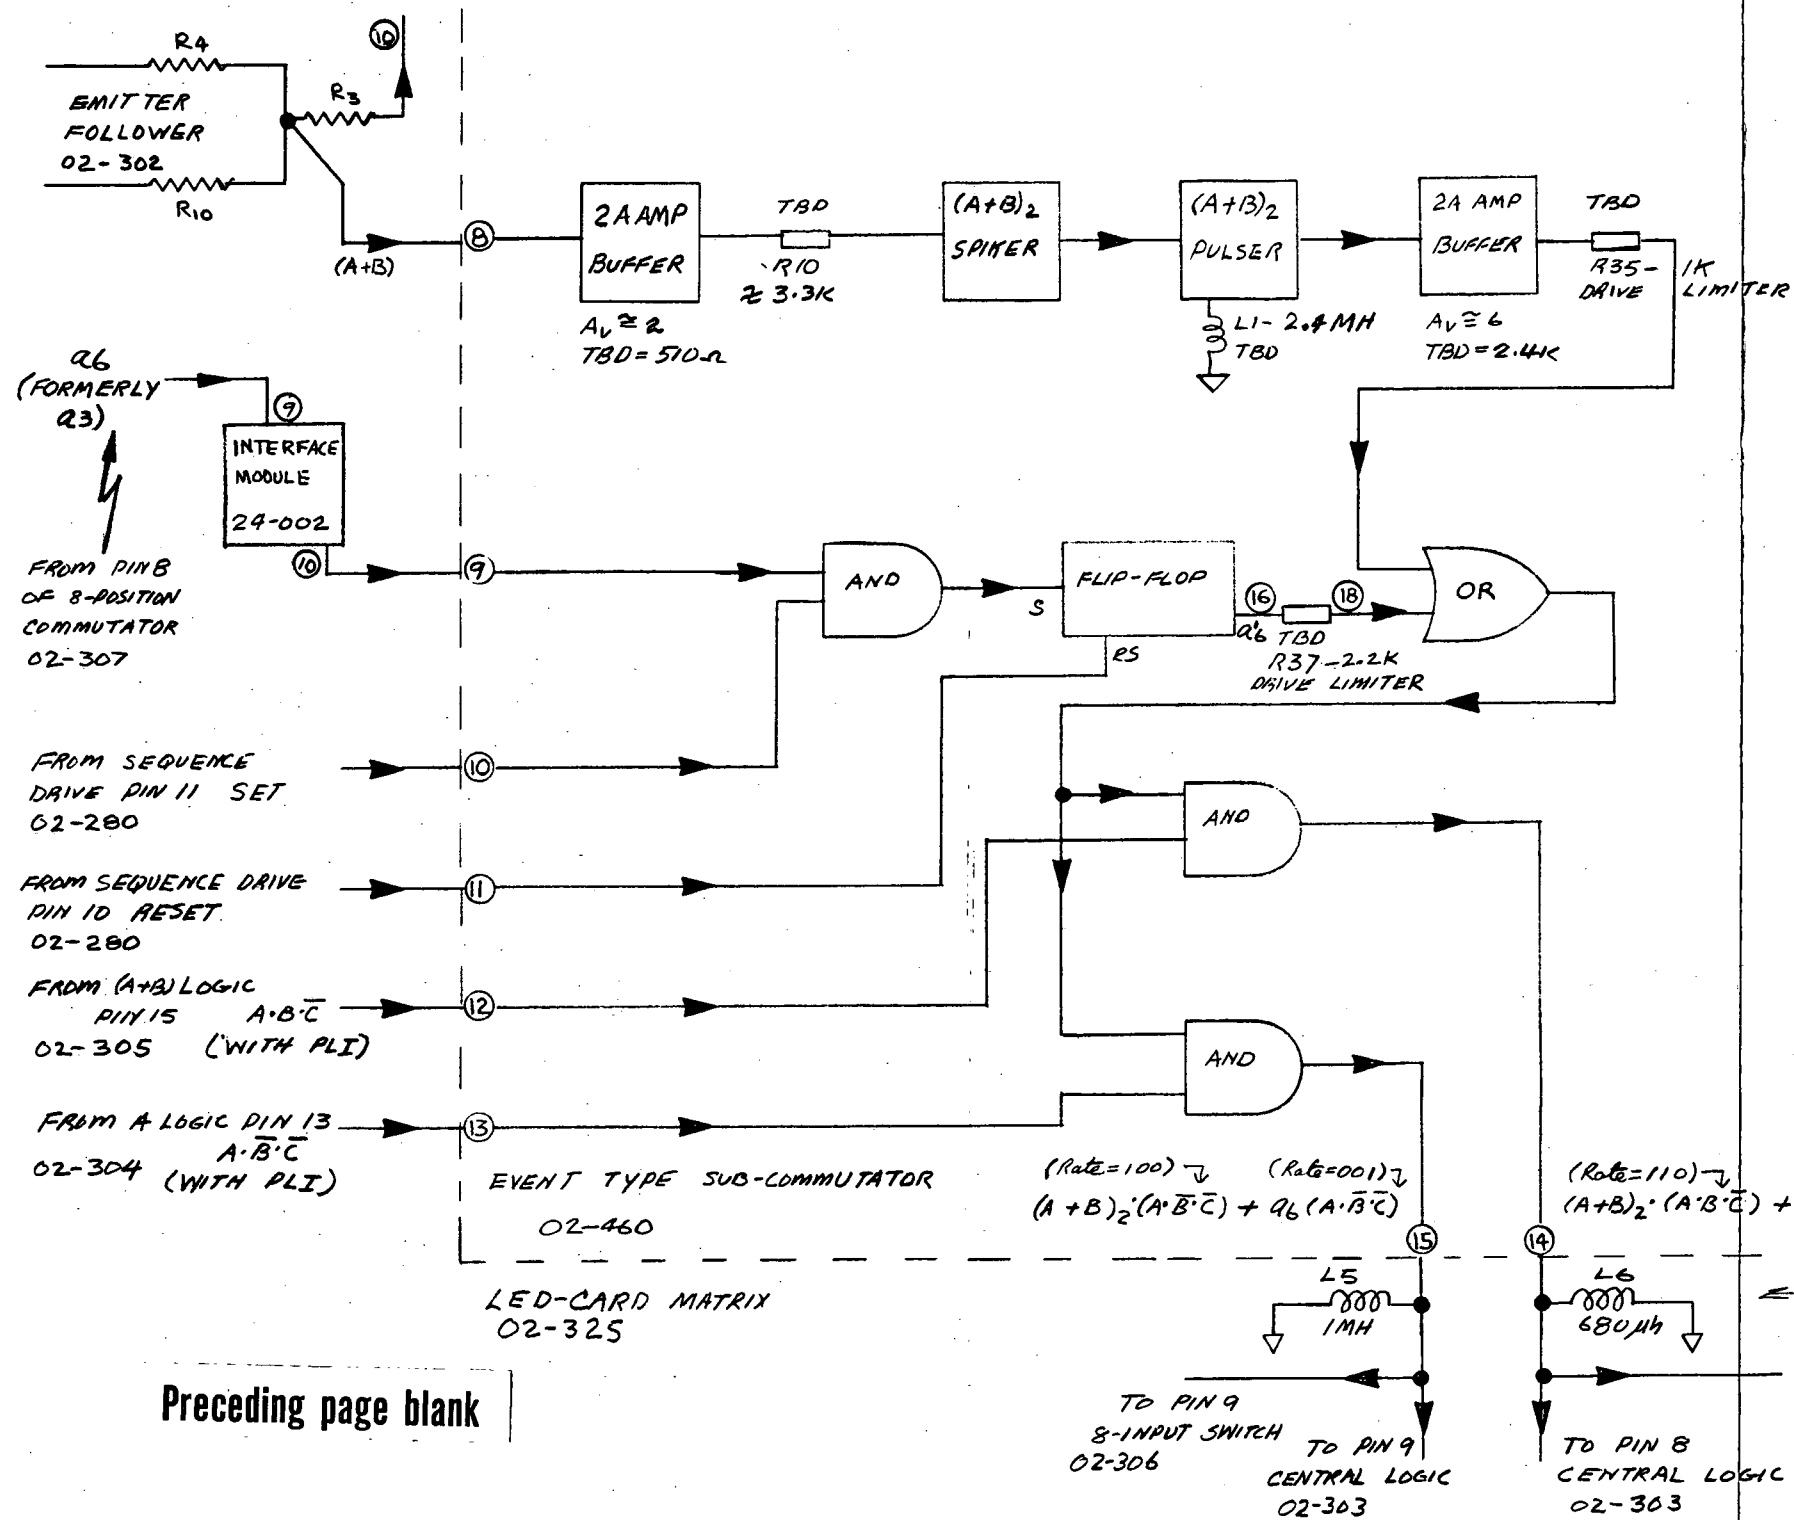 R4
10
EMITTER
FOLLOWER
02-302
R3
R10
(A+B)
8
2A AMP
BUFFER
Av ≅ 2
TBD = 510Ω
TBD
R10
≈ 3.3K
(A+B)2
SPIKER
(A+B)2
PULSER
L1- 2.4MH
TBD
2A AMP
BUFFER
Av ≅ 6
TBD = 2.4K
TBD
R35-
DRIVE
1K
LIMITER
a6
(FORMERLY
a3)
9
INTERFACE
MODULE
24-002
10
FROM PIN 8
OF 8-POSITION
COMMUTATOR
02-307
9
AND
S
FLIP-FLOP
RS
16
a'6
TBD
R37-2.2K
DRIVE LIMITER
18
OR
FROM SEQUENCE
DRIVE PIN 11 SET
02-280
10
AND
FROM SEQUENCE DRIVE
PIN 10 RESET
02-280
11
FROM (A+B) LOGIC
PIN 15 A·B·C̅
02-305 (WITH PLI)
12
AND
FROM A LOGIC PIN 13
A·B̅·C̅
02-304 (WITH PLI)
13
EVENT TYPE SUB-COMMUTATOR
02-460
(Rate=100) (Rate=001)
(A+B)2·(A·B̅·C̅) + a6(A·B̅·C̅)
(Rate=110)
(A+B)2·(A·B·C̅) +
15
14
LED-CARD MATRIX
02-325
L5
1MH
L6
680μh
Preceding page blank
TO PIN 9
8-INPUT SWITCH
02-306
TO PIN 9
CENTRAL LOGIC
02-303
TO PIN 8
CENTRAL LOGIC
02-303